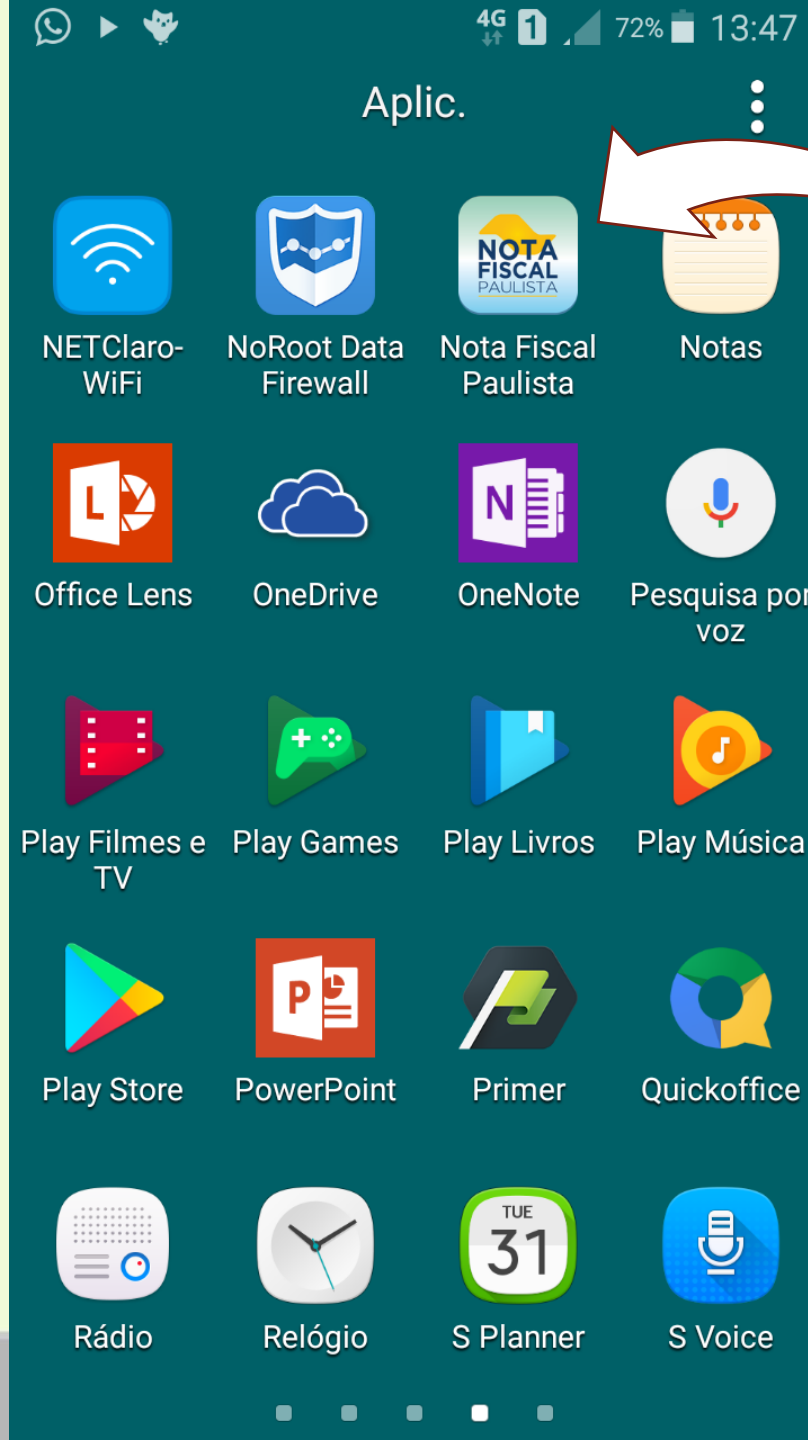 4G 1 72% 13:47
Aplic.
NOTA
FISCAL
PAULISTA
NETClaro-
WiFi
NoRoot Data
Firewall
Nota Fiscal
Paulista
Notas
L
N
Office Lens
OneDrive
OneNote
Pesquisa por
voz
Play Filmes e
TV
Play Games
Play Livros
Play Música
P
Play Store
PowerPoint
Primer
Quickoffice
TUE
31
Rádio
Relógio
S Planner
S Voice